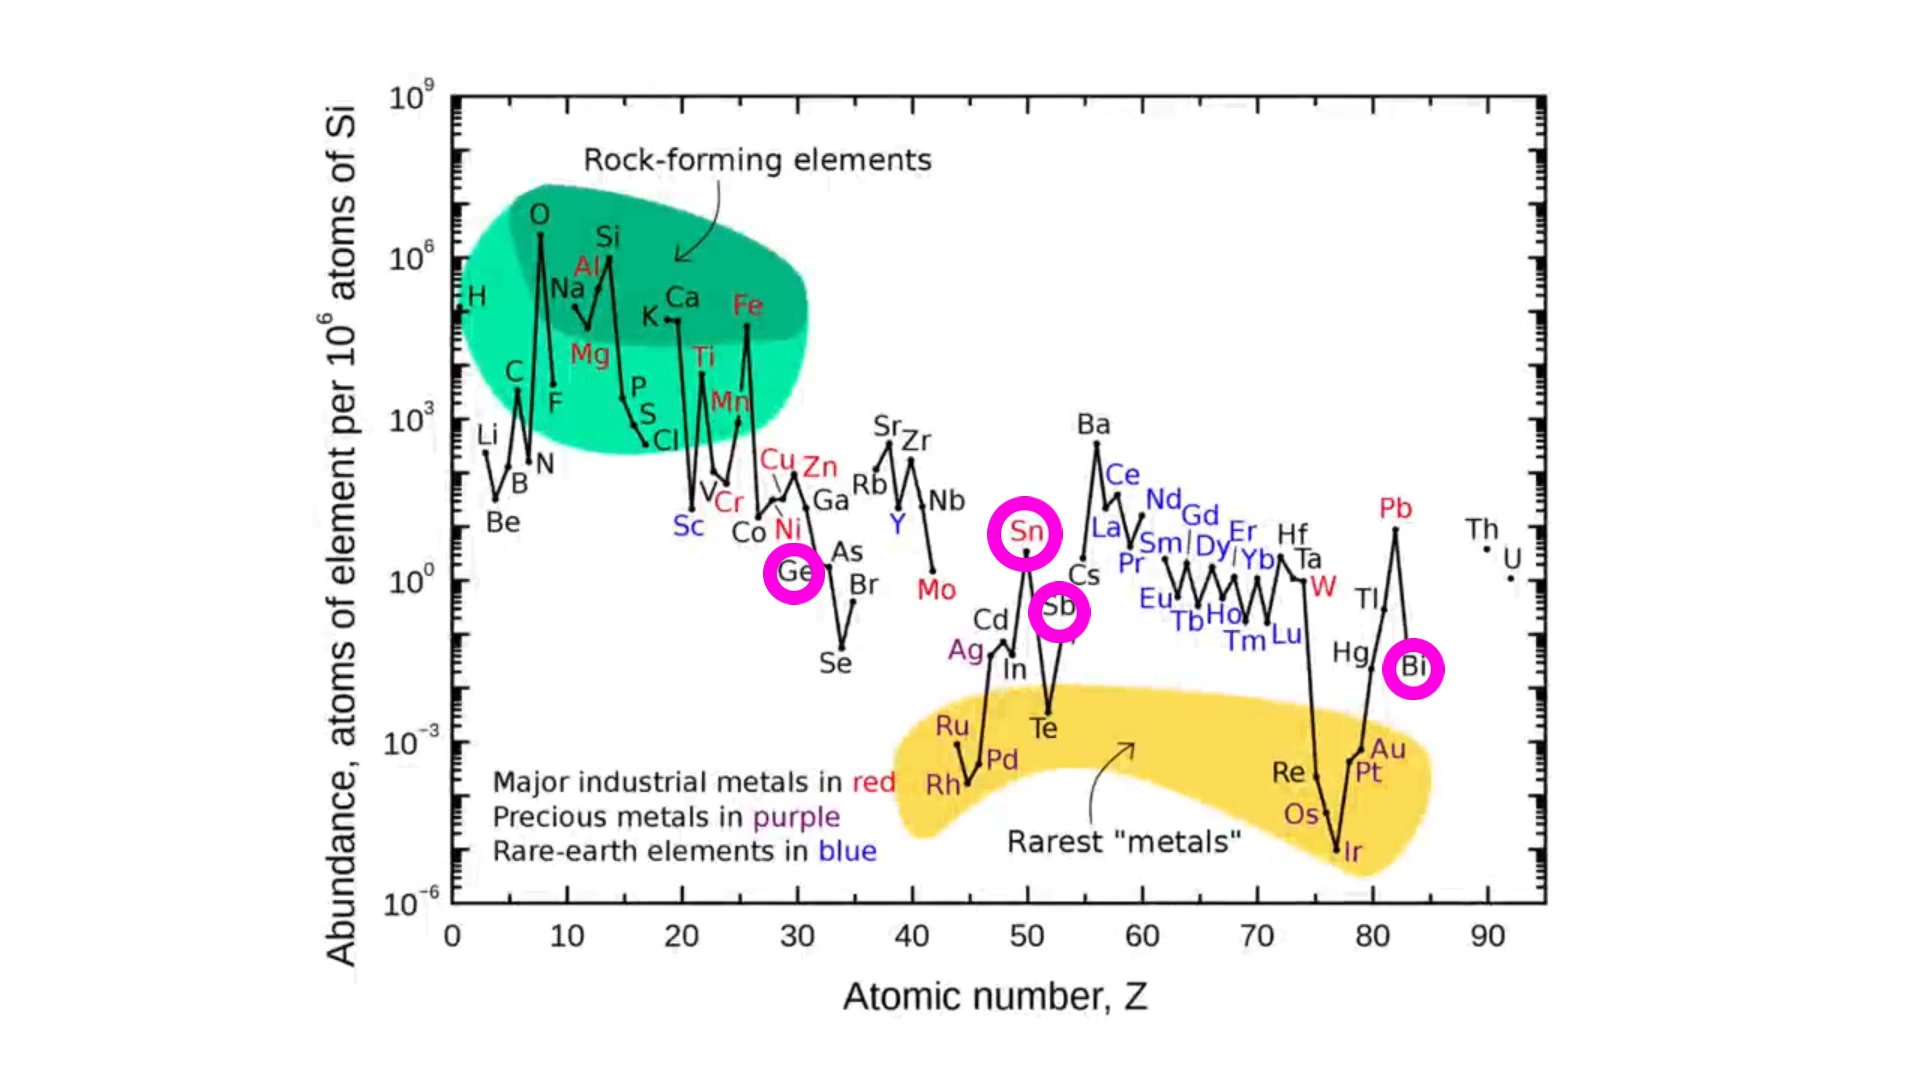 10⁹
10⁶
10³
10⁰
10⁻³
10⁻⁶
Abundance, atoms of element per 10⁶ atoms of Si
Rock-forming elements
O
Si
Al
Na
H
K
Ca
Fe
Mg
Ti
C
F
P
Mn
S
Cl
Li
N
B
Be
V
Cr
Sc
Cu
Zn
Co
Ni
Ga
Ge
As
Br
Se
Sr
Zr
Rb
Y
Nb
Mo
Sn
Sb
Cd
Ag
In
Te
Ru
Rh
Pd
Ba
Ce
La
Cs
Pr
Nd
Sm
Gd
Eu
Tb
Dy
Ho
Er
Tm
Yb
Lu
Hf
Ta
W
Re
Os
Ir
Pt
Au
Hg
Tl
Pb
Bi
Th
U
Major industrial metals in red
Precious metals in purple
Rare-earth elements in blue
Rarest "metals"
0 10 20 30 40 50 60 70 80 90
Atomic number, Z